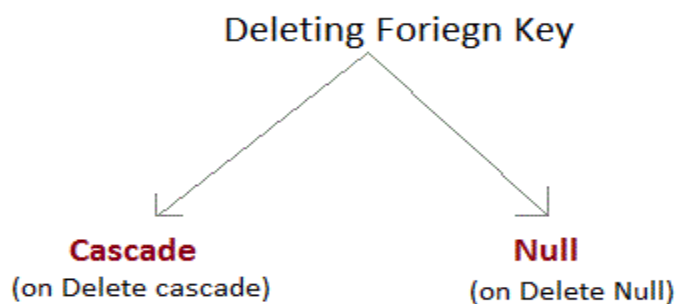 Deleting Foriegn Key
Cascade
(on Delete cascade)
Null
(on Delete Null)